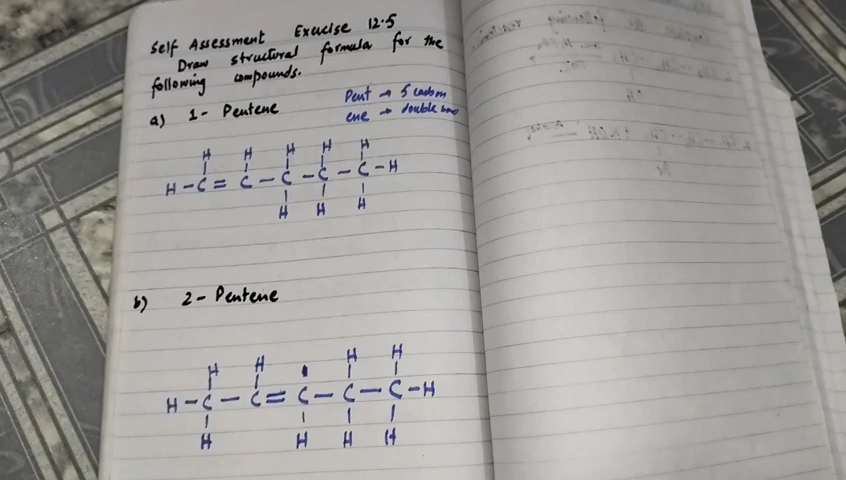 Self Assessment Exercise 12.5
Draw structural formula for the
following compounds.
a) 1- Pentene
Pent → 5 carbon
ene → double
H H H H H
H - C = C - C - C - C - H
H H H
b) 2- Pentene
H H H H
H - C - C = C - C - C - H
H H H H